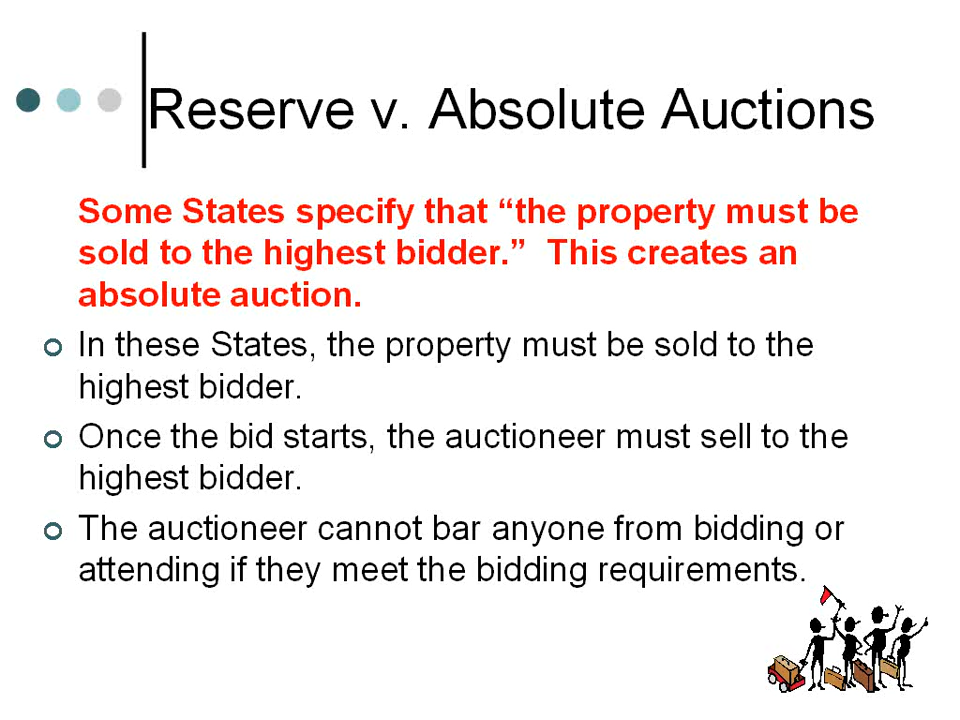 Reserve v. Absolute Auctions
Some States specify that “the property must be
sold to the highest bidder.”  This creates an
absolute auction.
In these States, the property must be sold to the
highest bidder.
Once the bid starts, the auctioneer must sell to the
highest bidder.
The auctioneer cannot bar anyone from bidding or
attending if they meet the bidding requirements.